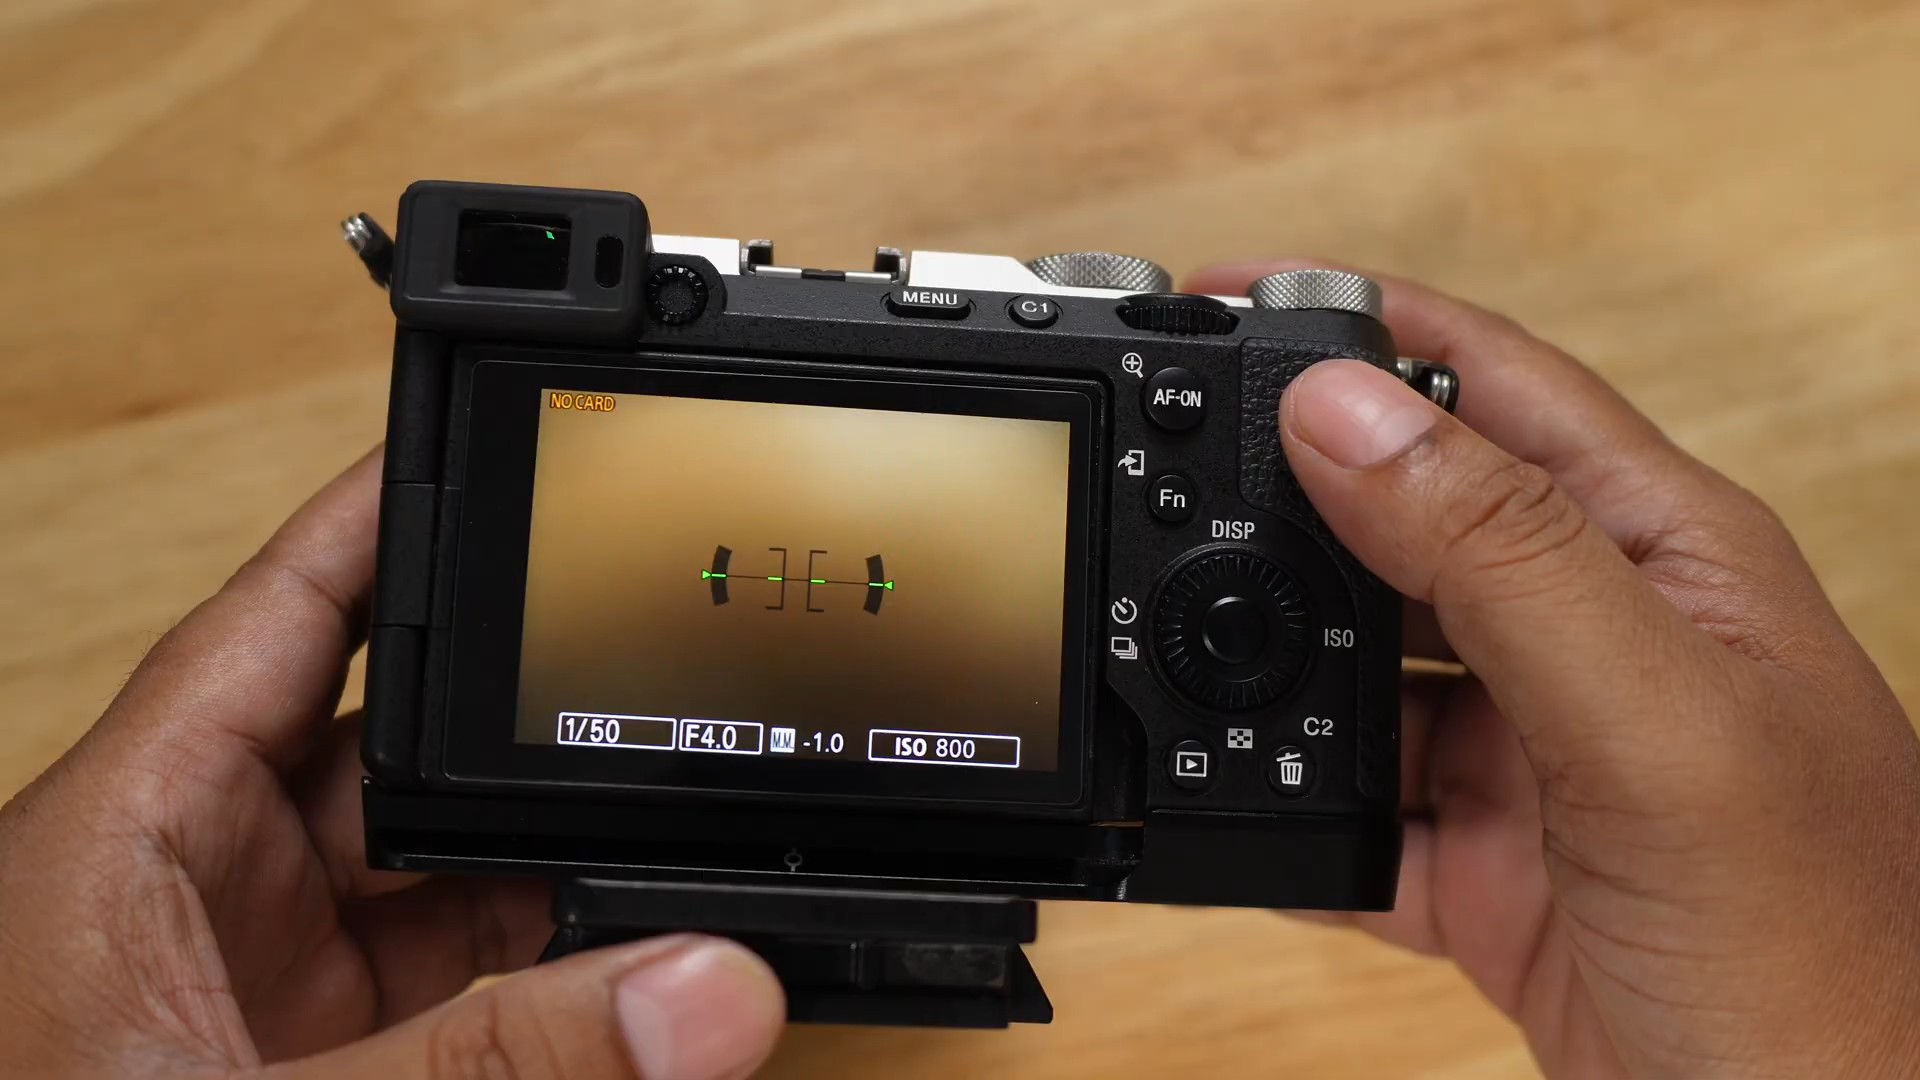 MENU
C1
AF-ON
NO CARD
Fn
DISP
ISO
1/50 F4.0 M.M. -1.0 ISO 800
C2